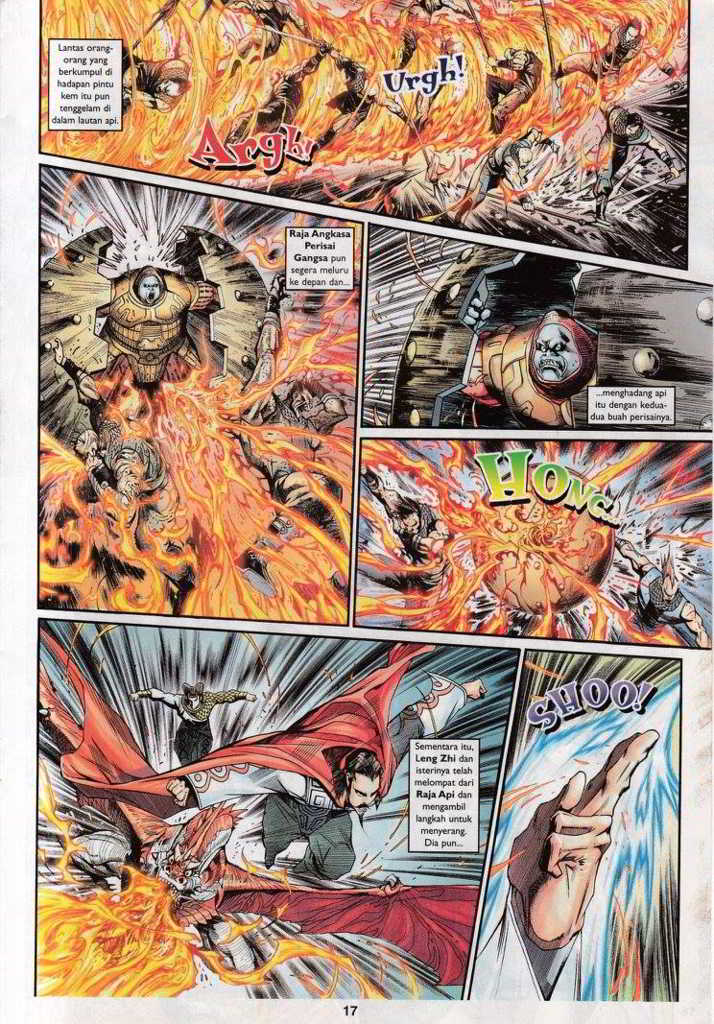 Lantas orang-
orang yang
berkumpul di
hadapan pintu
kem itu pun
tenggelam di
dalam lautan api.
Urgh!
Argh!
Raja Angkasa
Perisai
Gangsa pun
segera meluru
ke depan dan...
...menghadang api
itu dengan kedua-
dua buah perisainya.
HONG...
Sementara itu,
Leng Zhi dan
isterinya telah
melompat dari
Raja Api dan
mengambil
langkah untuk
menyerang.
Dia pun...
SHOO!
17